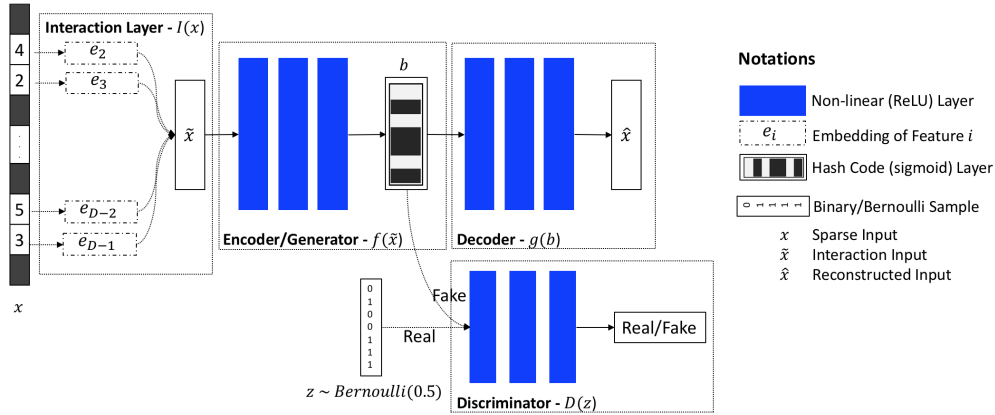 Interaction Layer - I(x)
4
2
. . .
5
3
x
e₂
e₃
e_{D−2}
e_{D−1}
x̃
Encoder/Generator - f(x̃)
b
Decoder - g(b)
x̂
0
1
0
0
1
1
1
z ~ Bernoulli(0.5)
Fake
Real
Real/Fake
Discriminator - D(z)
Notations
Non-linear (ReLU) Layer
eᵢ Embedding of Feature i
Hash Code (sigmoid) Layer
0 1 1 1 1 Binary/Bernoulli Sample
x Sparse Input
x̃ Interaction Input
x̂ Reconstructed Input